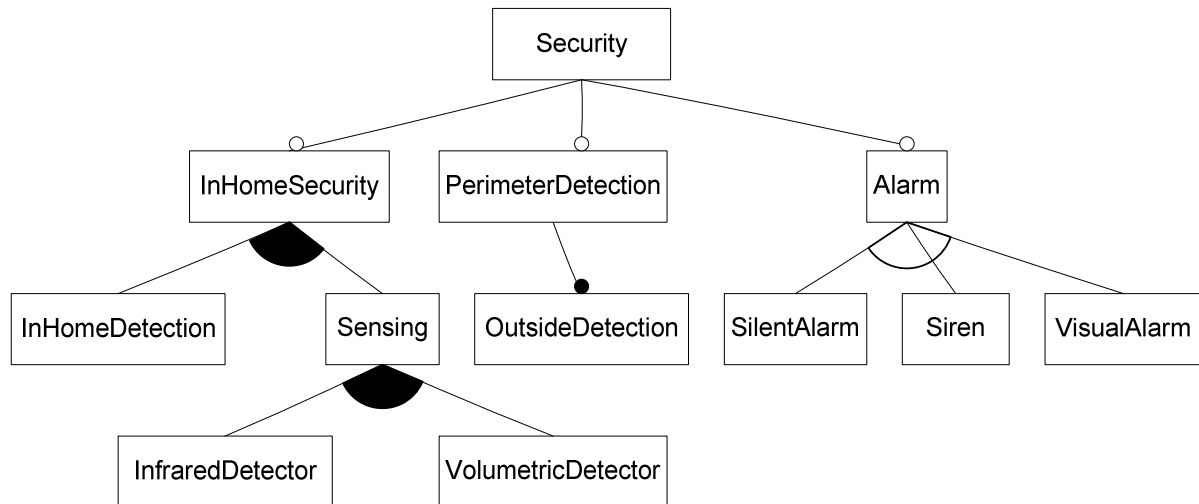 Security
InHomeSecurity
PerimeterDetection
Alarm
InHomeDetection
Sensing
OutsideDetection
SilentAlarm
Siren
VisualAlarm
InfraredDetector
VolumetricDetector